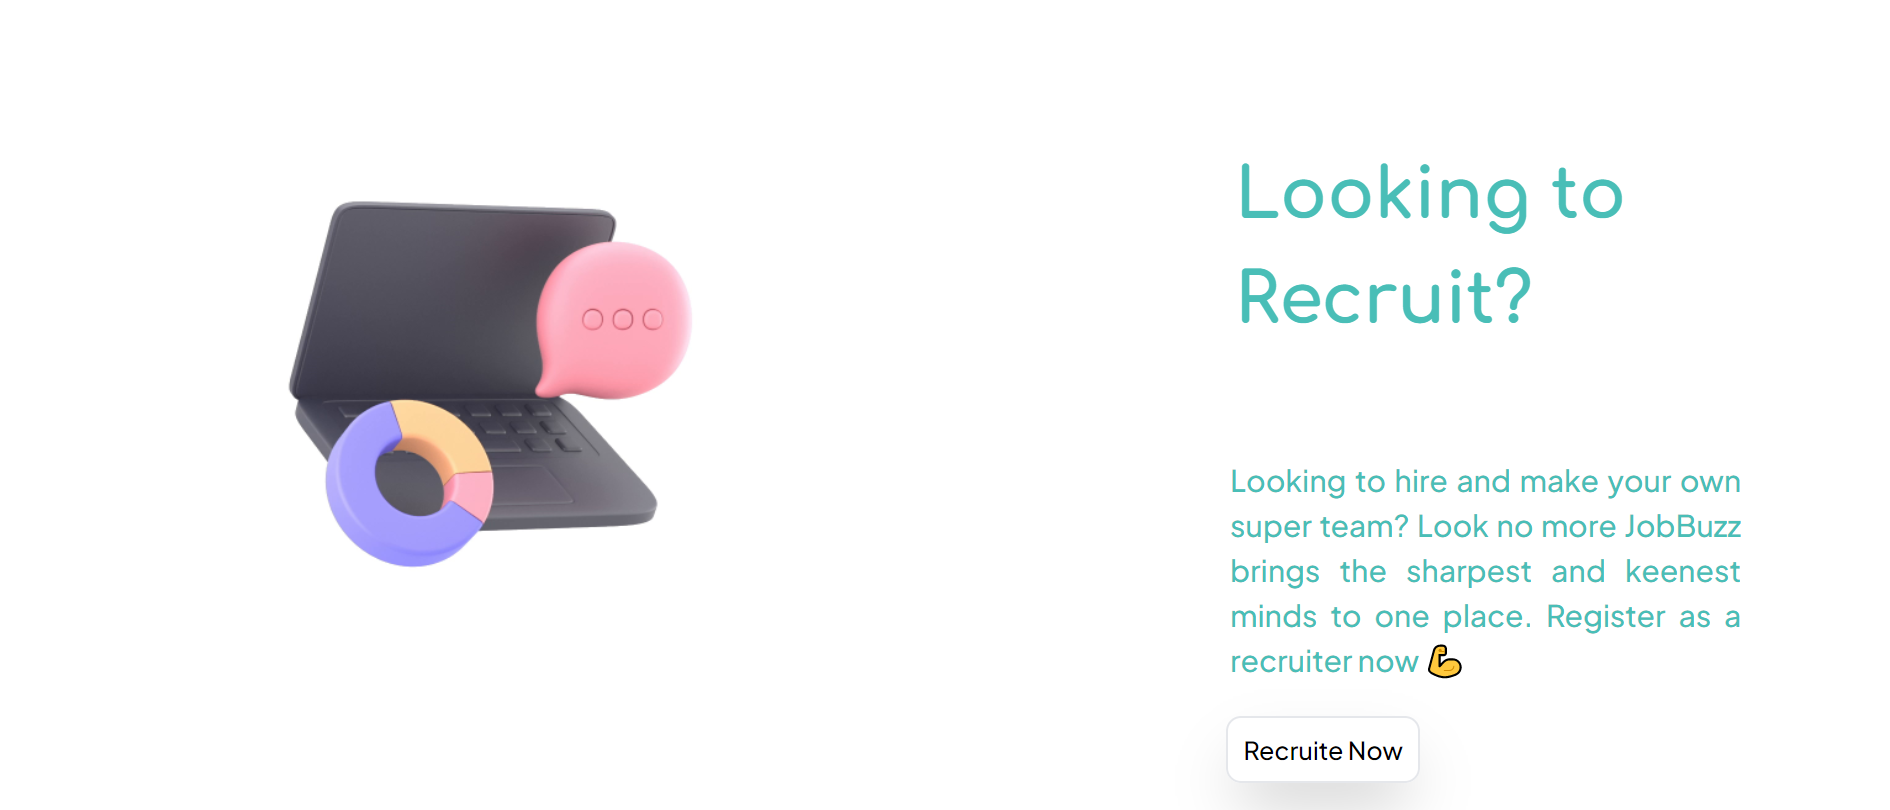 Looking to
Recruit?
Looking to hire and make your own
super team? Look no more JobBuzz
brings the sharpest and keenest
minds to one place. Register as a
recruiter now 💪
Recruite Now